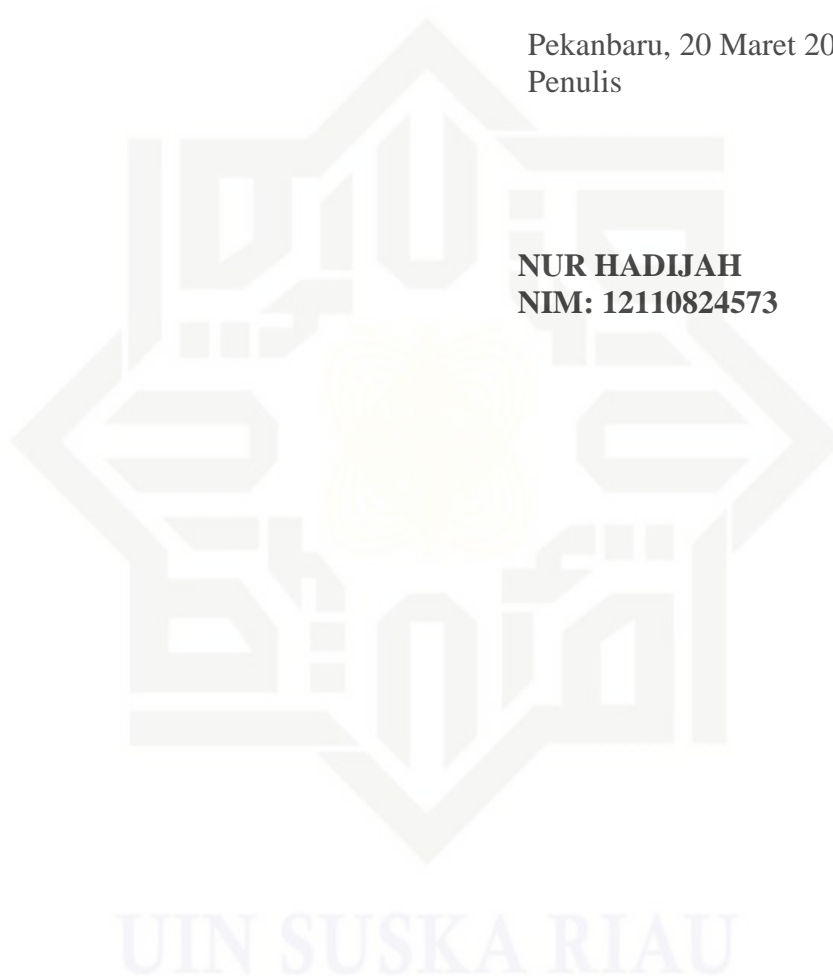 Pekanbaru, 20 Maret 20
Penulis
NUR HADIJAH
NIM: 12110824573
UIN SUSKA RIAU